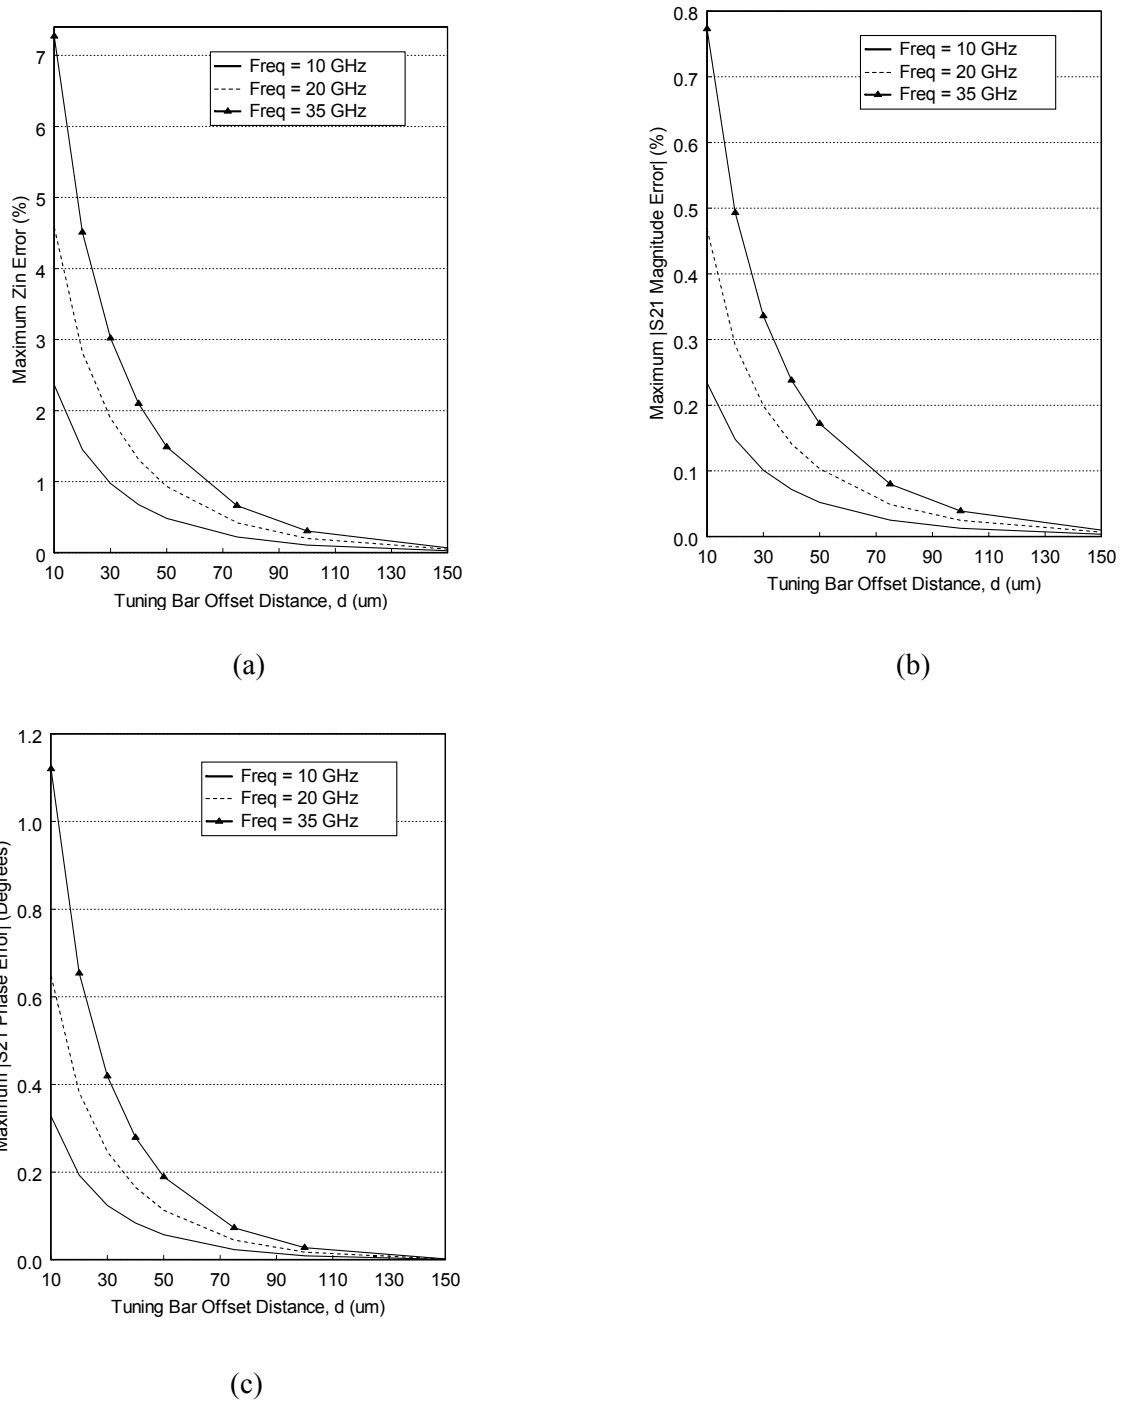 7
6
5
4
3
2
1
0
Maximum Zin Error (%)
Freq = 10 GHz
Freq = 20 GHz
Freq = 35 GHz
10 30 50 70 90 110 130 150
Tuning Bar Offset Distance, d (um)
(a)
0.8
0.7
0.6
0.5
0.4
0.3
0.2
0.1
0.0
Maximum |S21 Magnitude Error| (%)
Freq = 10 GHz
Freq = 20 GHz
Freq = 35 GHz
10 30 50 70 90 110 130 150
Tuning Bar Offset Distance, d (um)
(b)
1.2
1.0
0.8
0.6
0.4
0.2
0.0
Maximum |S21 Phase Error| (Degrees)
Freq = 10 GHz
Freq = 20 GHz
Freq = 35 GHz
10 30 50 70 90 110 130 150
Tuning Bar Offset Distance, d (um)
(c)